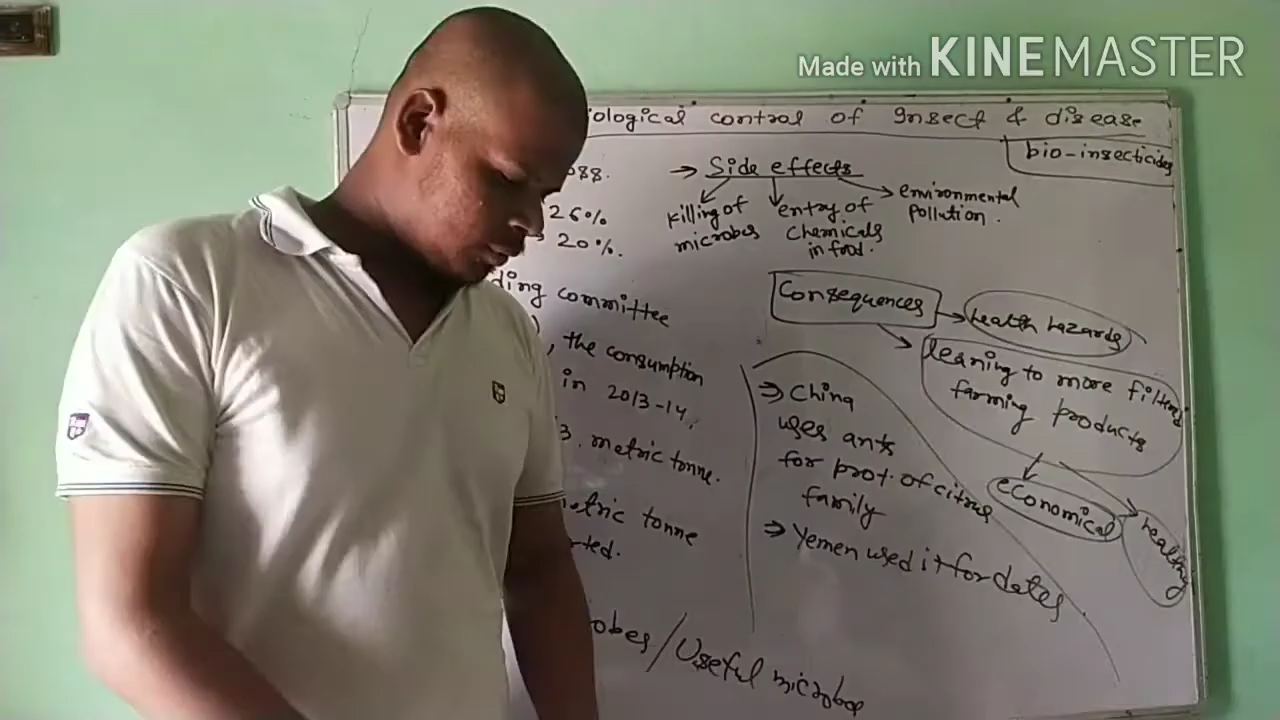 Made with KINEMASTER
iological control of Insect & disease
bio-insecticides
088.
→ Side effects
killing of
microbes
entry of
chemicals
in food.
environmental
pollution.
26%
20%.
ding committee
, the consumption
in 2013-14,
3. metric tonne.
etric tonne
rted.
obes / Useful microbes
Consequences
health hazards
leaning to more filtered
farming products
economical
healthy
⇒ China
uses ants
for prot. of citrus
family
⇒ Yemen used it for dates